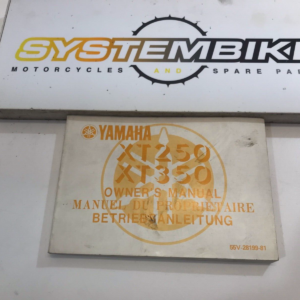 SYSTEMBIKE
MOTORCYCLES AND SPARE PA
YAMAHA
XT250
XT350
OWNER'S MANUAL
MANUEL DU PROPRIETAIRE
BETRIEBSANLEITUNG